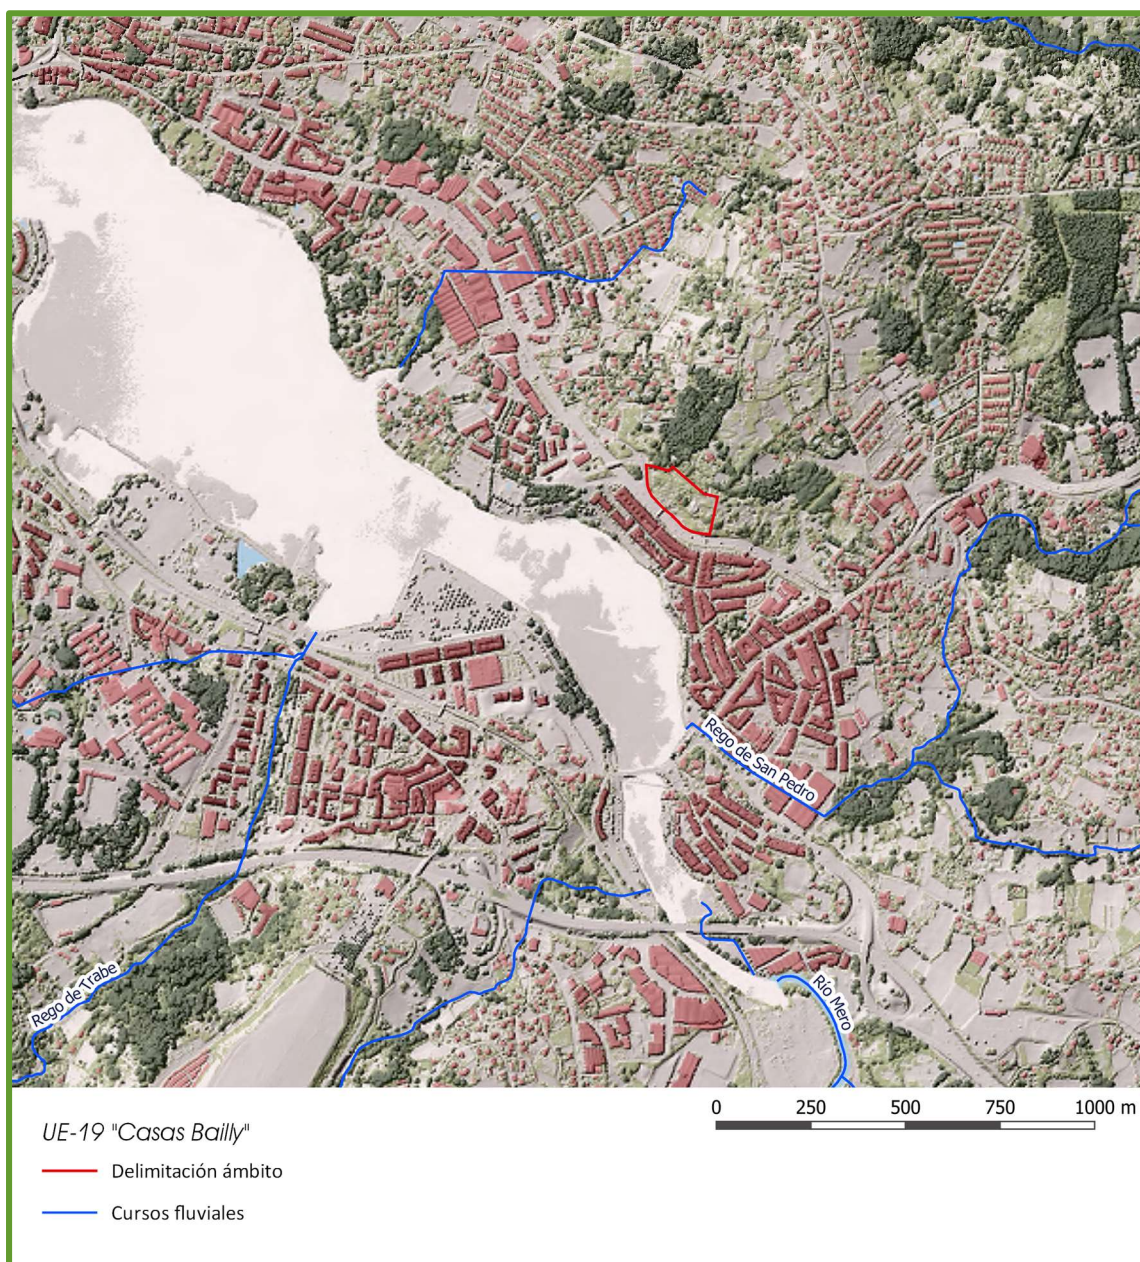 Rego de San Pedro
Río Mero
Rego de Trabe
0 250 500 750 1000 m
UE-19 "Casas Bailly"
Delimitación ámbito
Cursos fluviales